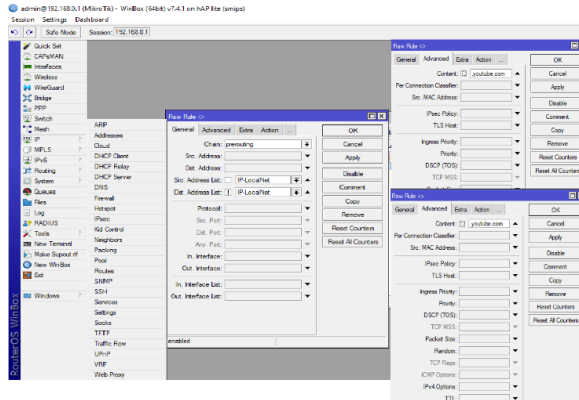 admin@192.168.0.1 (MikroTik) - WinBox (64bit) v7.4.1 on hAP lite (smips)
Session Settings Dashboard
Safe Mode Session: 192.168.0.1
Quick Set
CAPsMAN
Interfaces
Wireless
WireGuard
Bridge
PPP
Switch
Mesh
IP
MPLS
IPv6
Routing
System
Queues
Files
Log
RADIUS
Tools
New Terminal
Make Supout.rif
New WinBox
Exit
Windows
RouterOS WinBox
ARP
Addresses
Cloud
DHCP Client
DHCP Relay
DHCP Server
DNS
Firewall
Hotspot
IPsec
Kid Control
Neighbors
Packing
Pool
Routes
SNMP
SSH
Services
Settings
Socks
TFTP
Traffic Flow
UPnP
VRF
Web Proxy
Raw Rule <>
General Advanced Extra Action ...
Chain: prerouting
Src. Address:
Dst. Address:
Src. Address List: IP-LocalNet
Dst. Address List: ! IP-LocalNet
Protocol:
Src. Port:
Dst. Port:
Any. Port:
In. Interface:
Out. Interface:
In. Interface List:
Out. Interface List:
enabled
OK
Cancel
Apply
Disable
Comment
Copy
Remove
Reset Counters
Reset All Counters
Raw Rule <>
General Advanced Extra Action ...
Content: .youtube.com
Per Connection Classifier:
Src. MAC Address:
IPsec Policy:
TLS Host:
Ingress Priority:
Priority:
DSCP (TOS):
TCP MSS:
OK
Cancel
Apply
Disable
Comment
Copy
Remove
Reset Counters
Reset All Counters
Raw Rule <>
General Advanced Extra Action ...
Content: youtube.com
Per Connection Classifier:
Src. MAC Address:
IPsec Policy:
TLS Host:
Ingress Priority:
Priority:
DSCP (TOS):
TCP MSS:
Packet Size:
Random:
TCP Flags:
ICMP Options:
IPv4 Options:
TTL:
OK
Cancel
Apply
Disable
Comment
Copy
Remove
Reset Counters
Reset All Counters